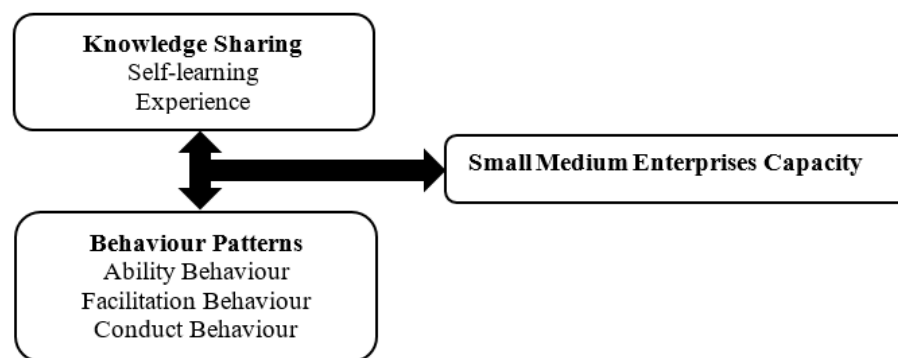 Knowledge Sharing
Self-learning
Experience
Small Medium Enterprises Capacity
Behaviour Patterns
Ability Behaviour
Facilitation Behaviour
Conduct Behaviour